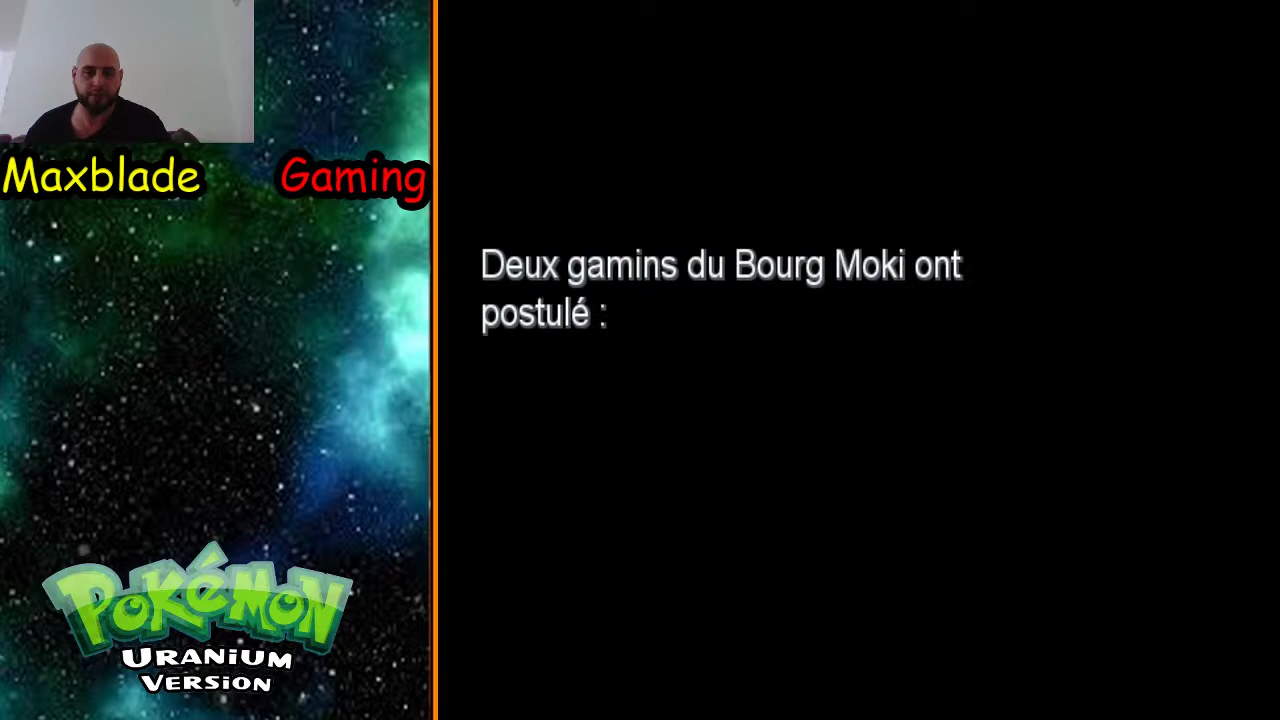 Maxblade Gaming
Deux gamins du Bourg Moki ont
postulé :
POKéMON
URANIUM
VERSION